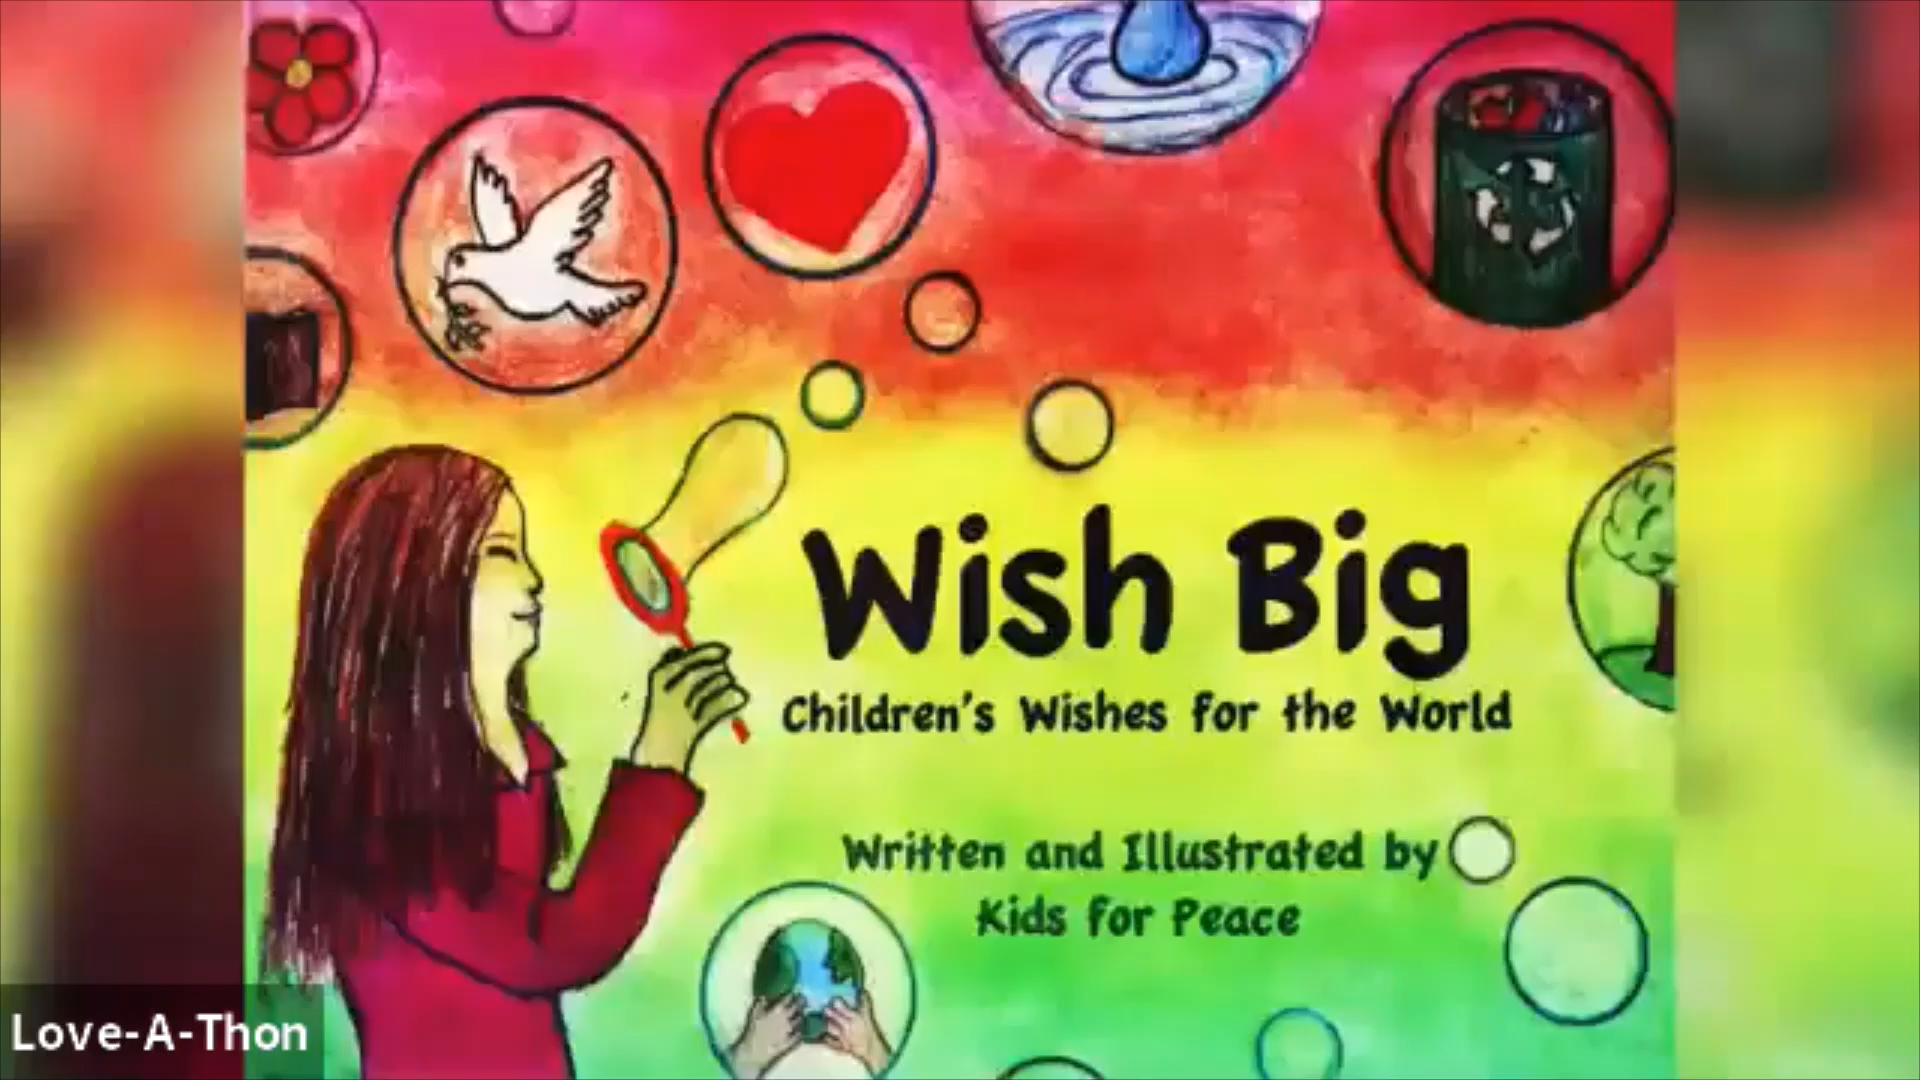 Wish Big
Children's Wishes for the World
Written and Illustrated by
Kids for Peace
Love-A-Thon